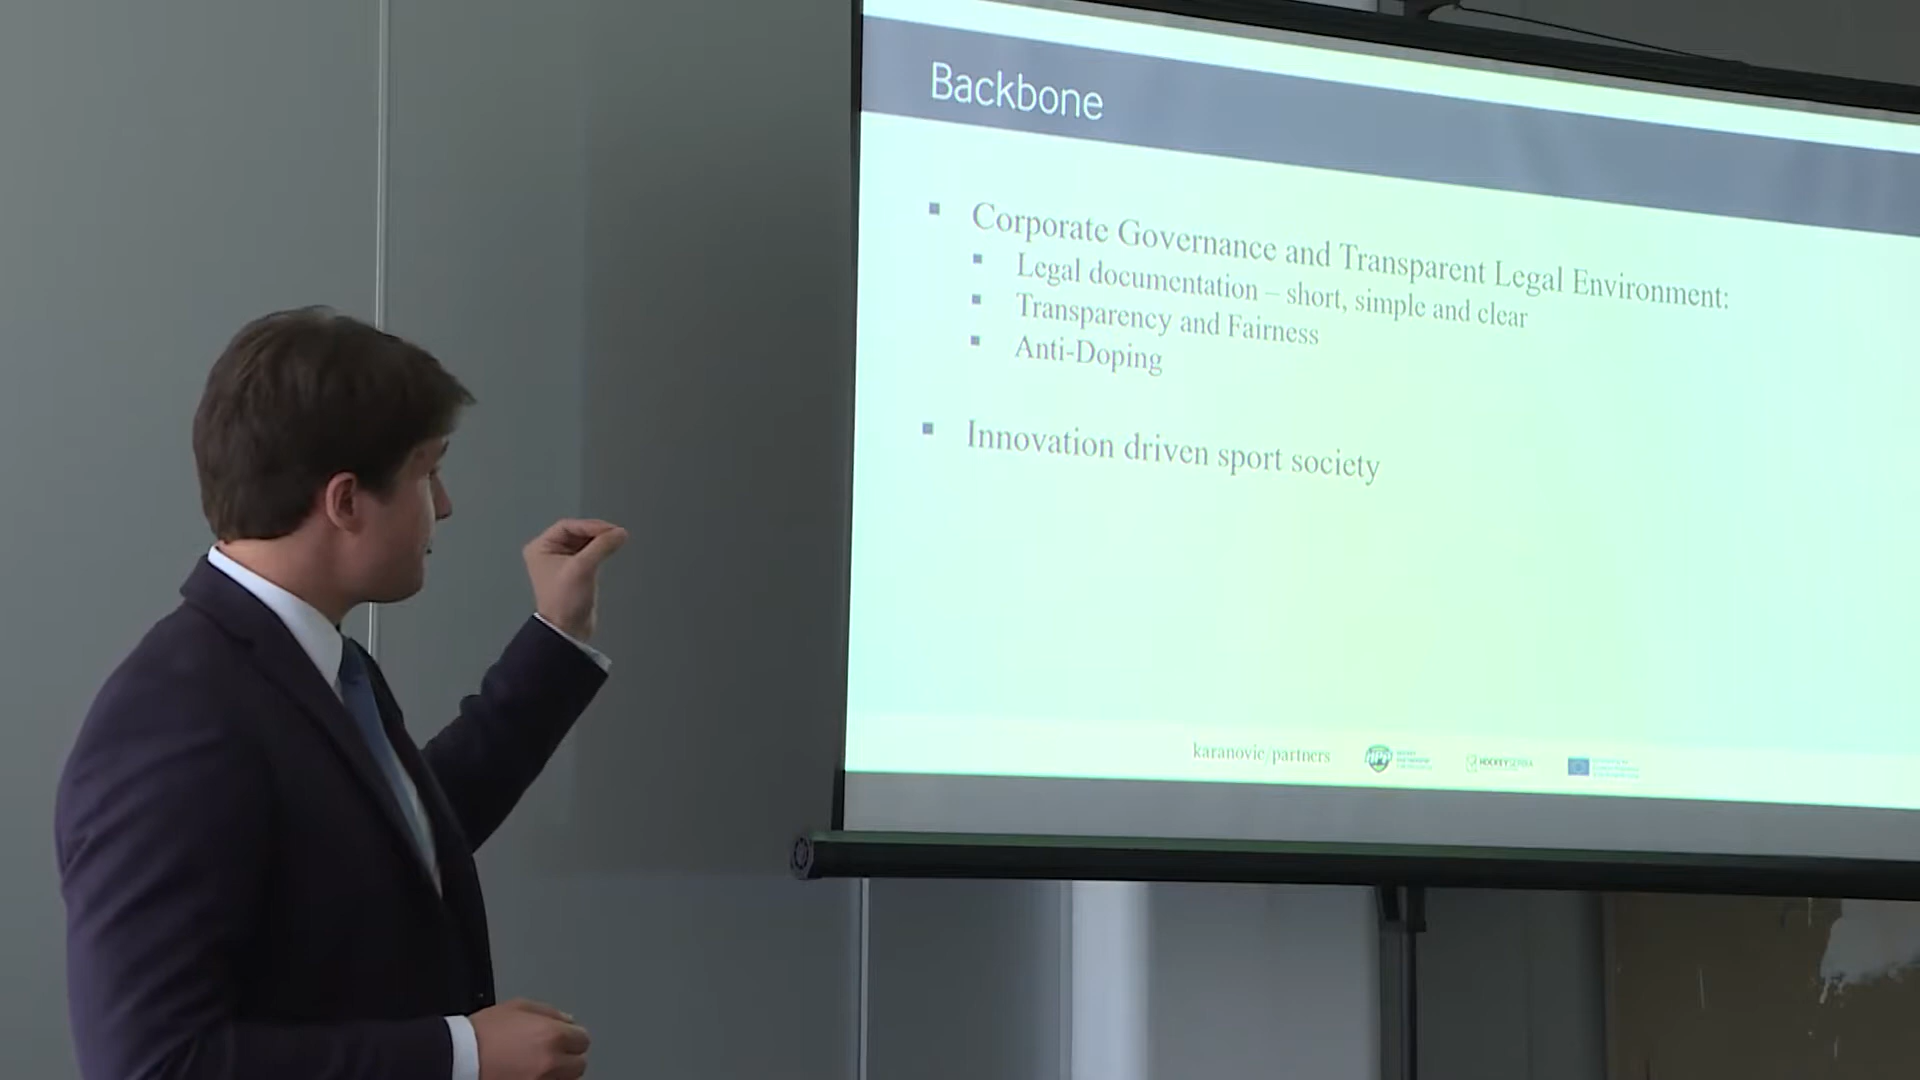 Backbone
Corporate Governance and Transparent Legal Environment:
Legal documentation – short, simple and clear
Transparency and Fairness
Anti-Doping
Innovation driven sport society
karanovic/partners
HOCKEY